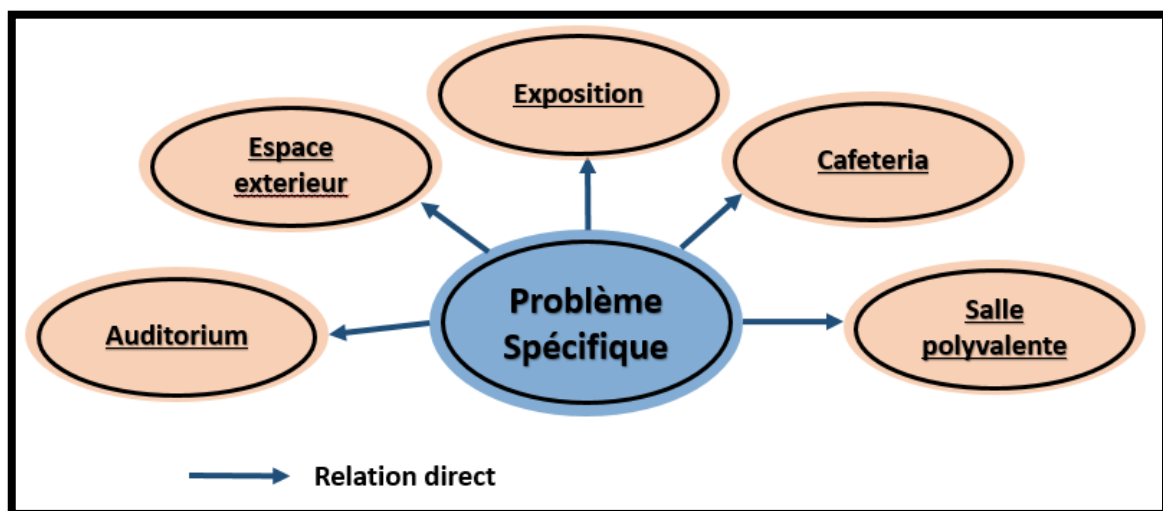 Exposition
Espace
exterieur
Cafeteria
Problème
Spécifique
Auditorium
Salle
polyvalente
Relation direct